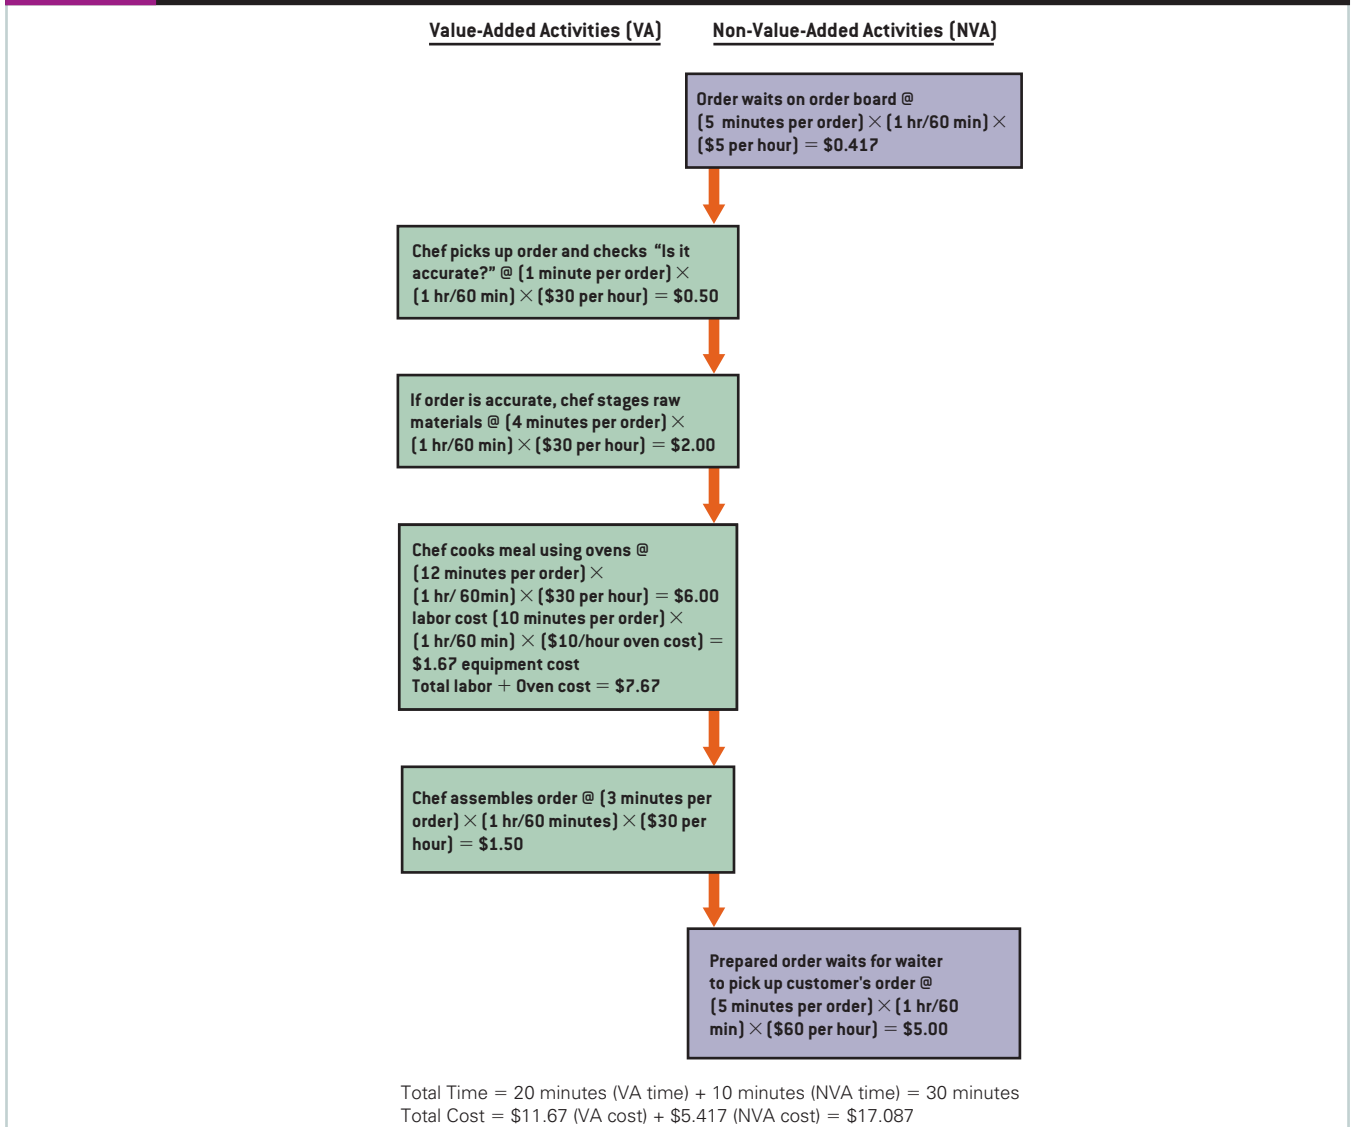 Value-Added Activities (VA)
Non-Value-Added Activities (NVA)
Order waits on order board @
(5 minutes per order) × (1 hr/60 min) ×
($5 per hour) = $0.417
Chef picks up order and checks “Is it
accurate?” @ (1 minute per order) ×
(1 hr/60 min) × ($30 per hour) = $0.50
If order is accurate, chef stages raw
materials @ (4 minutes per order) ×
(1 hr/60 min) × ($30 per hour) = $2.00
Chef cooks meal using ovens @
(12 minutes per order) ×
(1 hr/ 60min) × ($30 per hour) = $6.00
labor cost (10 minutes per order) ×
(1 hr/60 min) × ($10/hour oven cost) =
$1.67 equipment cost
Total labor + Oven cost = $7.67
Chef assembles order @ (3 minutes per
order) × (1 hr/60 minutes) × ($30 per
hour) = $1.50
Prepared order waits for waiter
to pick up customer's order @
(5 minutes per order) × (1 hr/60
min) × ($60 per hour) = $5.00
Total Time = 20 minutes (VA time) + 10 minutes (NVA time) = 30 minutes
Total Cost = $11.67 (VA cost) + $5.417 (NVA cost) = $17.087